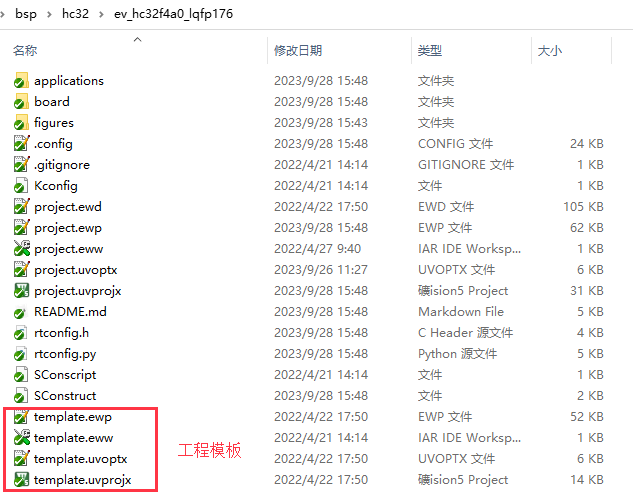 bsp > hc32 > ev_hc32f4a0_lqfp176
名称 修改日期 类型 大小
applications 2023/9/28 15:48 文件夹
board 2023/9/28 15:48 文件夹
figures 2023/9/28 15:43 文件夹
.config 2023/9/28 15:48 CONFIG 文件 24 KB
.gitignore 2022/4/21 14:14 GITIGNORE 文件 1 KB
Kconfig 2022/4/21 14:14 文件 1 KB
project.ewd 2022/4/22 17:50 EWD 文件 105 KB
project.ewp 2023/9/28 15:48 EWP 文件 62 KB
project.eww 2022/4/27 9:40 IAR IDE Worksp... 1 KB
project.uvoptx 2023/9/26 11:27 UVOPTX 文件 6 KB
project.uvprojx 2023/9/28 15:48 礦ision5 Project 31 KB
README.md 2023/9/28 15:48 Markdown File 5 KB
rtconfig.h 2023/9/28 15:48 C Header 源文件 4 KB
rtconfig.py 2023/9/28 15:48 Python 源文件 5 KB
SConscript 2022/4/21 14:14 文件 1 KB
SConstruct 2023/9/28 15:48 文件 2 KB
template.ewp 2022/4/22 17:50 EWP 文件 52 KB
template.eww 2022/4/21 14:14 IAR IDE Worksp... 1 KB
工程模板
template.uvoptx 2022/4/22 17:50 UVOPTX 文件 6 KB
template.uvprojx 2022/4/22 17:50 礦ision5 Project 14 KB